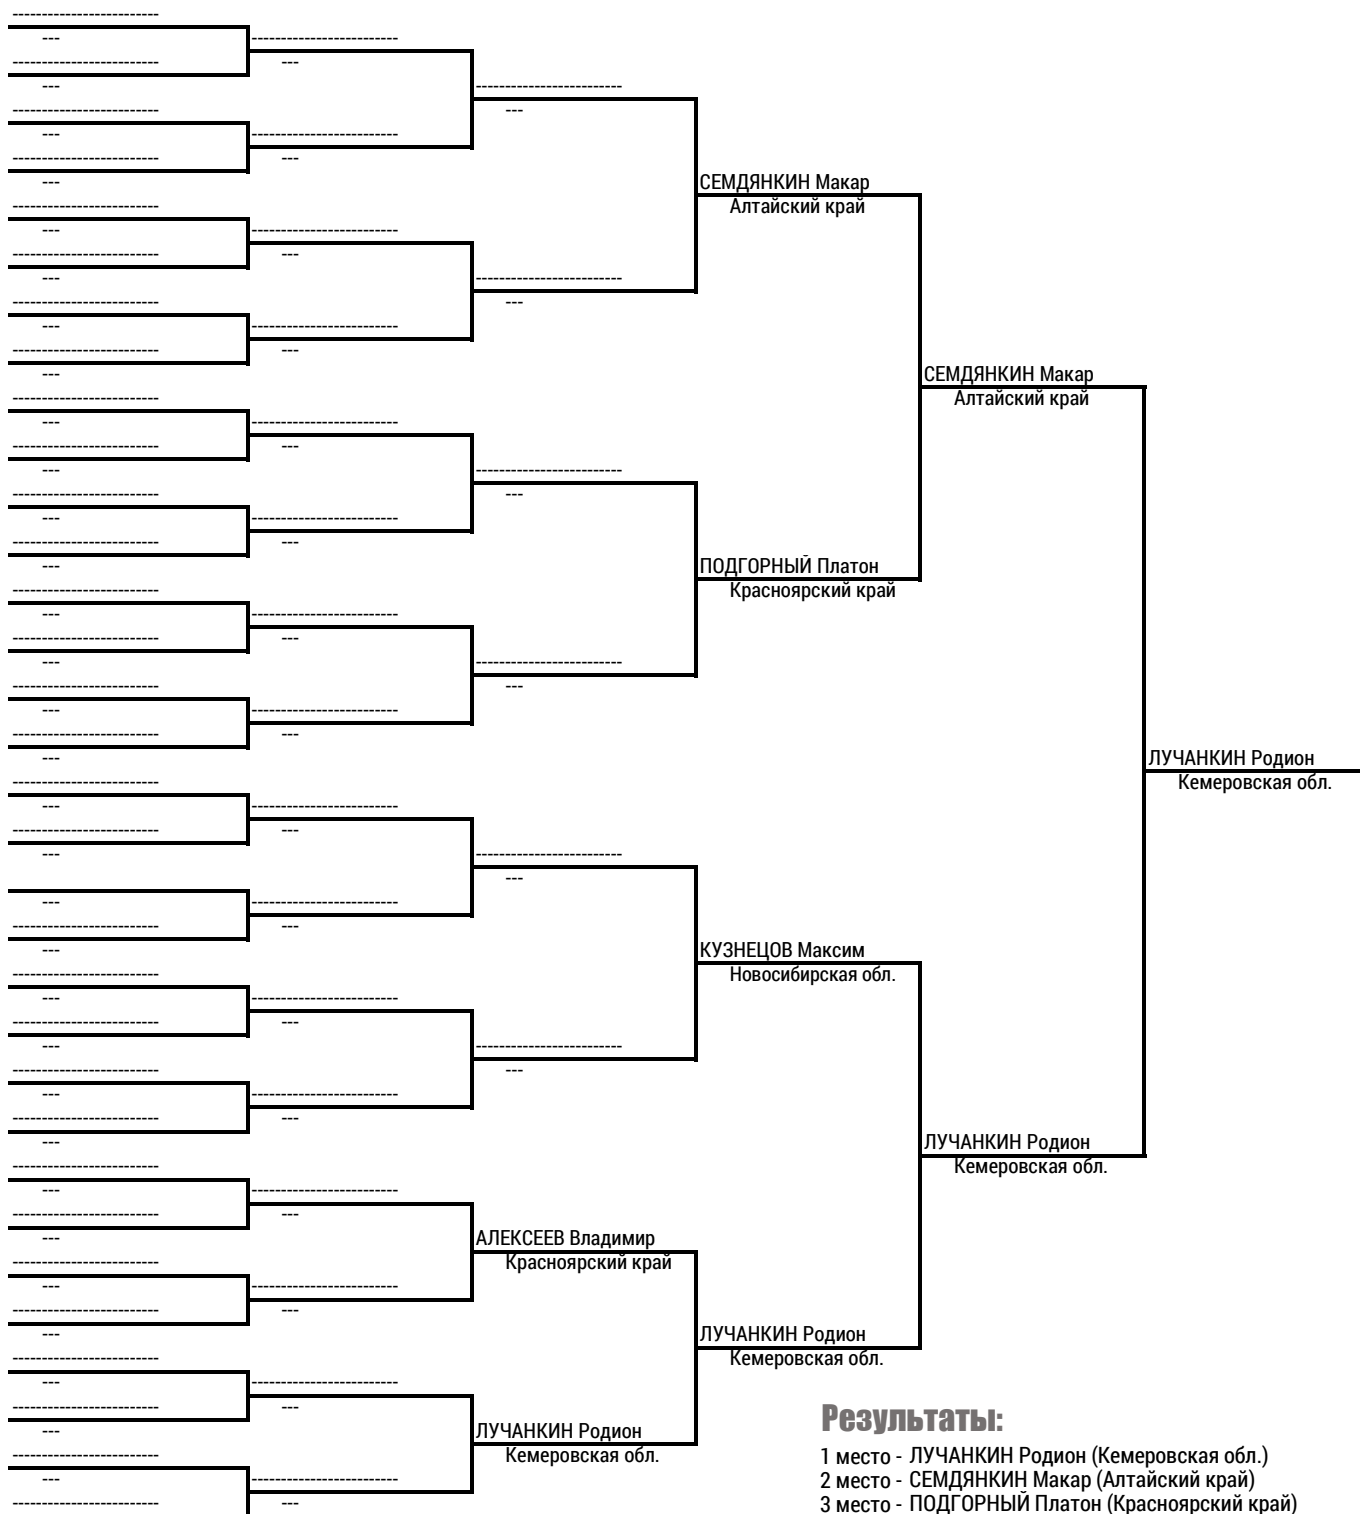 СЕМДЯНКИН Макар
Алтайский край
СЕМДЯНКИН Макар
Алтайский край
ПОДГОРНЫЙ Платон
Красноярский край
ЛУЧАНКИН Родион
Кемеровская обл.
КУЗНЕЦОВ Максим
Новосибирская обл.
ЛУЧАНКИН Родион
Кемеровская обл.
АЛЕКСЕЕВ Владимир
Красноярский край
ЛУЧАНКИН Родион
Кемеровская обл.
ЛУЧАНКИН Родион
Кемеровская обл.
Результаты:
1 место - ЛУЧАНКИН Родион (Кемеровская обл.)
2 место - СЕМДЯНКИН Макар (Алтайский край)
3 место - ПОДГОРНЫЙ Платон (Красноярский край)